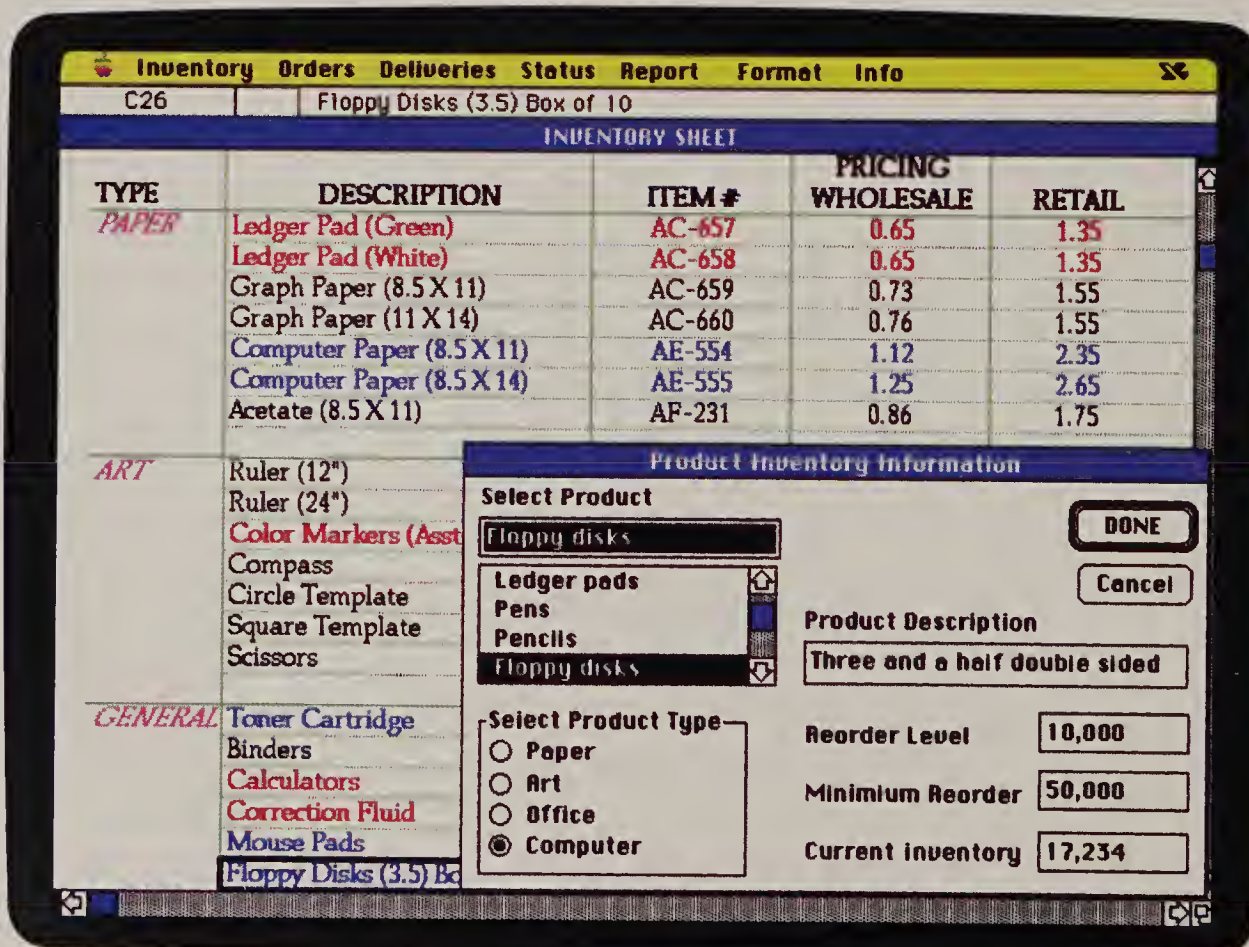 Inventory Orders Deliveries Status Report Format Info
C26 Floppy Disks (3.5) Box of 10
INVENTORY SHEET
PRICING
TYPE DESCRIPTION ITEM # WHOLESALE RETAIL
PAPER Ledger Pad (Green) AC-657 0.65 1.35
Ledger Pad (White) AC-658 0.65 1.35
Graph Paper (8.5 X 11) AC-659 0.73 1.55
Graph Paper (11 X 14) AC-660 0.76 1.55
Computer Paper (8.5 X 11) AE-554 1.12 2.35
Computer Paper (8.5 X 14) AE-555 1.25 2.65
Acetate (8.5 X 11) AF-231 0.86 1.75
ART Ruler (12")
Ruler (24")
Color Markers (Asst
Compass
Circle Template
Square Template
Scissors
GENERAL Toner Cartridge
Binders
Calculators
Correction Fluid
Mouse Pads
Floppy Disks (3.5) Bo
Product Inventory Information
Select Product
Floppy disks
Ledger pads
Pens
Pencils
Floppy disks
Select Product Type
Paper
Art
Office
Computer
DONE
Cancel
Product Description
Three and a half double sided
Reorder Level 10,000
Minimium Reorder 50,000
Current inventory 17,234